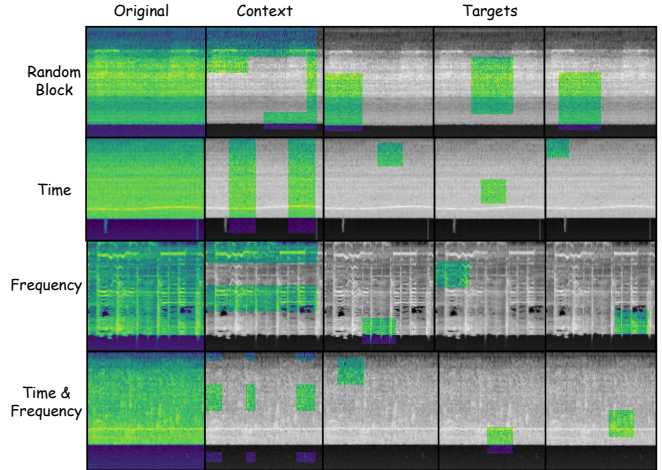 Original Context Targets
Random
Block
Time
Frequency
Time &
Frequency